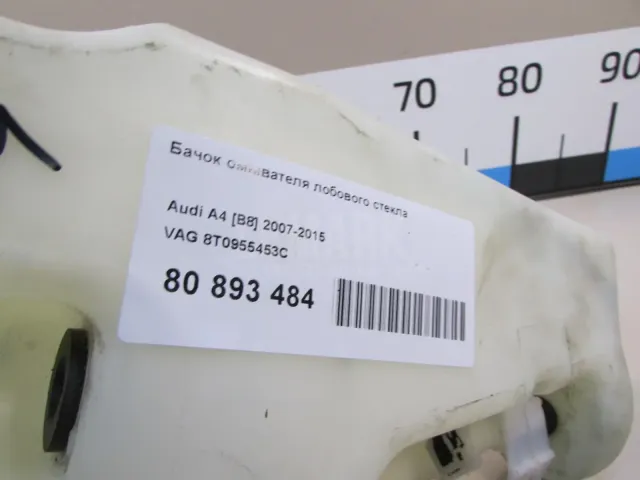 70 80 90
Бачок омывателя лобового стекла
Audi A4 [B8] 2007-2015
VAG 8T0955453C
80 893 484